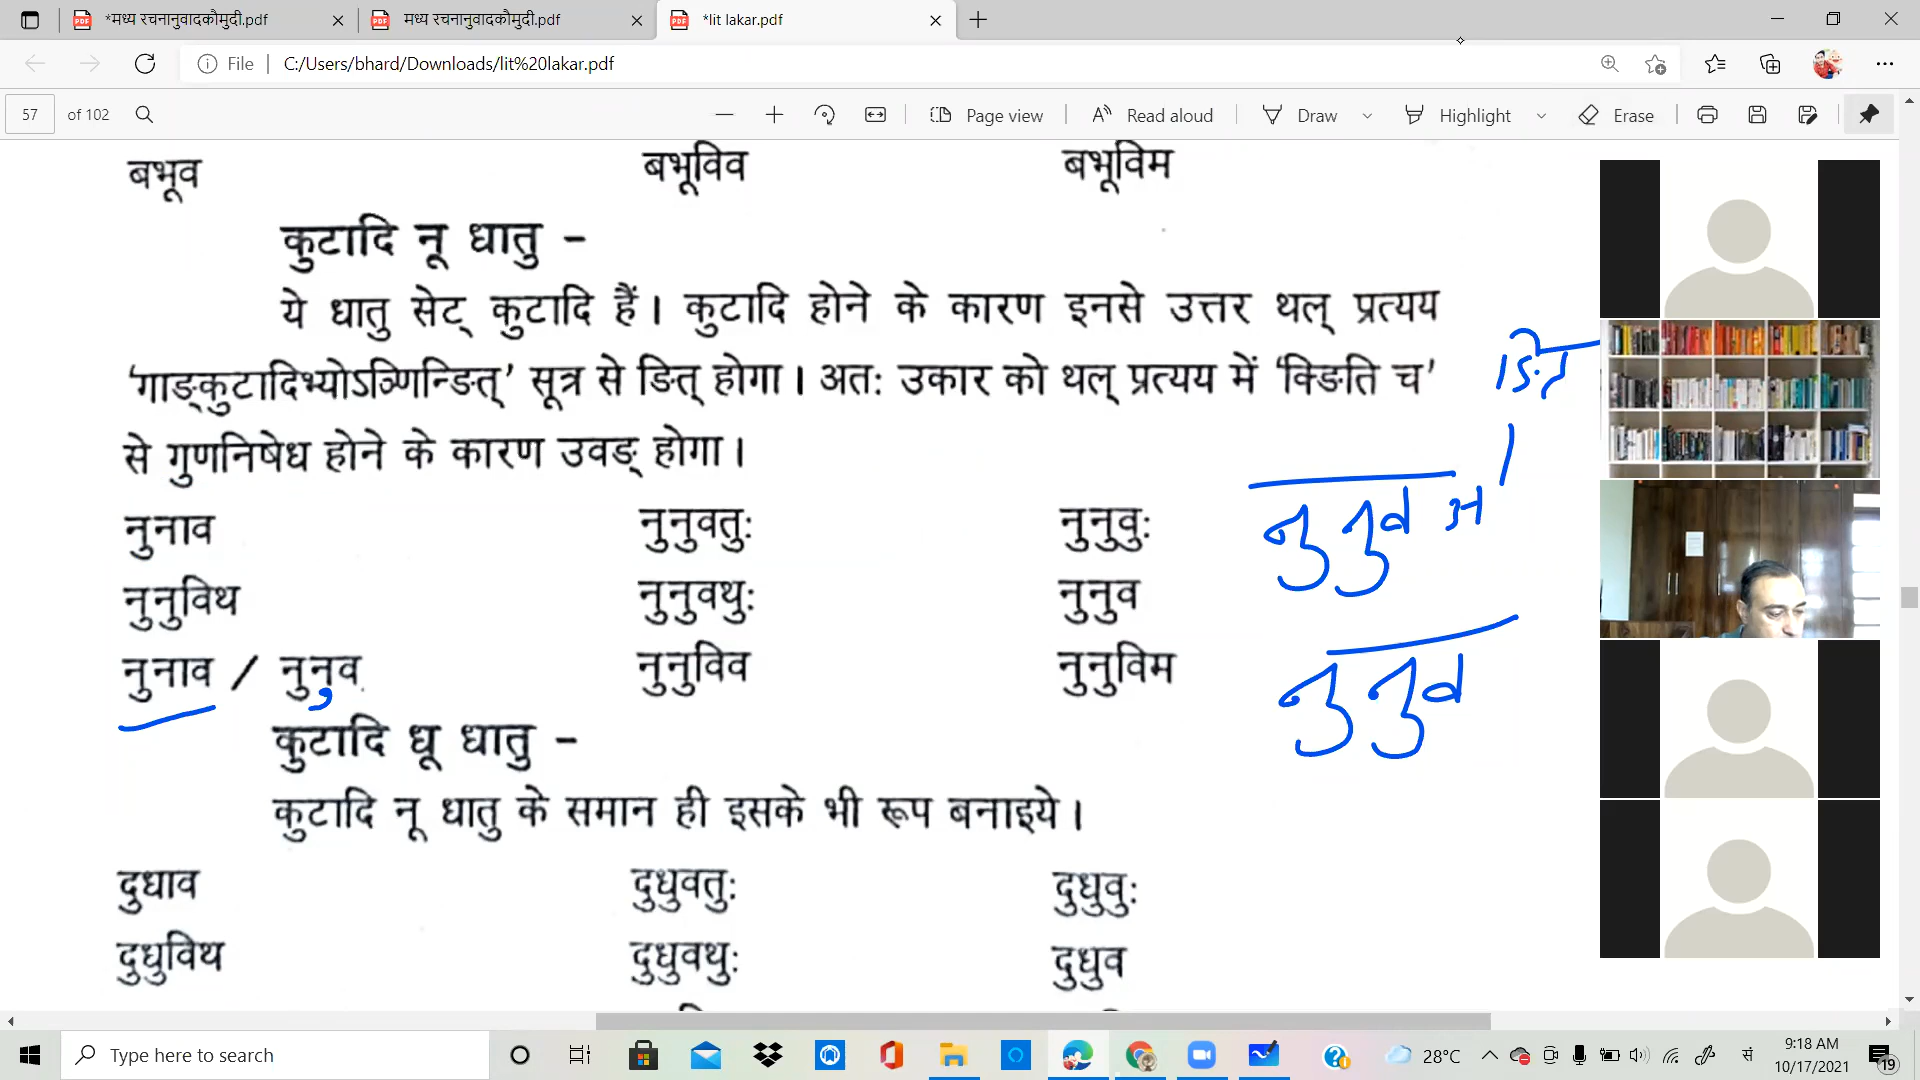 *मध्य रचनानुवादकौमुदी.pdf
मध्य रचनानुवादकौमुदी.pdf
*lit lakar.pdf
File
C:/Users/bhard/Downloads/lit%20lakar.pdf
57 of 102
Page view
Read aloud
Draw
Highlight
Erase
बभूव बभूविव बभूविम
कुटादि नू धातु -
ये धातु सेट् कुटादि हैं। कुटादि होने के कारण इनसे उत्तर थल् प्रत्यय
'गाङ्कुटादिभ्योऽञ्णिन्ङित्' सूत्र से ङित् होगा। अतः उकार को थल् प्रत्यय में 'क्ङिति च'
से गुणनिषेध होने के कारण उवङ् होगा।
नुनाव नुनुवतुः नुनुवुः
नुनुविथ नुनुवथुः नुनुव
नुनाव / नुनुव नुनुविव नुनुविम
ङित्
नुनुव अ
नुनुव
कुटादि धू धातु -
कुटादि नू धातु के समान ही इसके भी रूप बनाइये।
दुधाव दुधुवतुः दुधुवुः
दुधुविथ दुधुवथुः दुधुव
Type here to search
28°C
सं
9:18 AM
10/17/2021
19